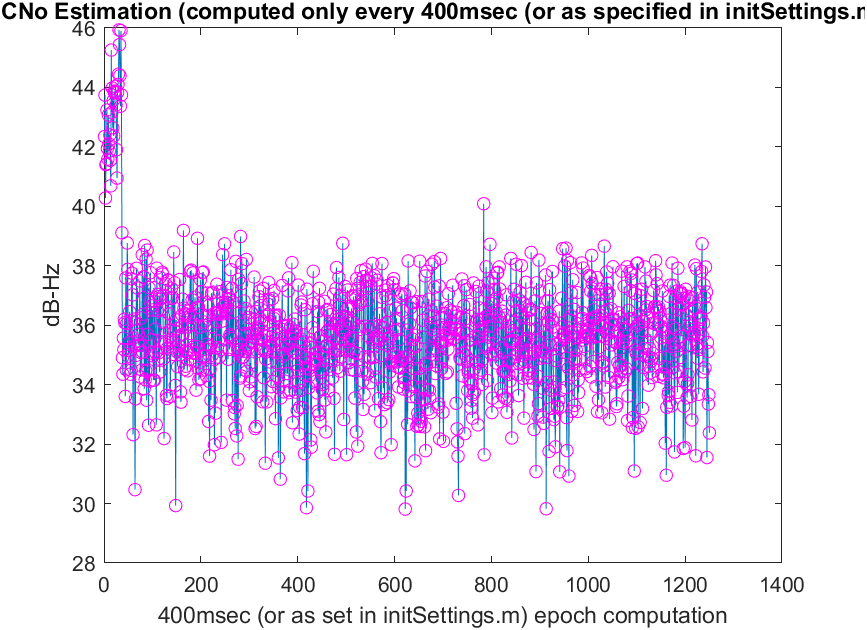 CNo Estimation (computed only every 400msec (or as specified in initSettings.m
46
44
42
40
38
36
34
32
30
28
dB-Hz
0 200 400 600 800 1000 1200 1400
400msec (or as set in initSettings.m) epoch computation